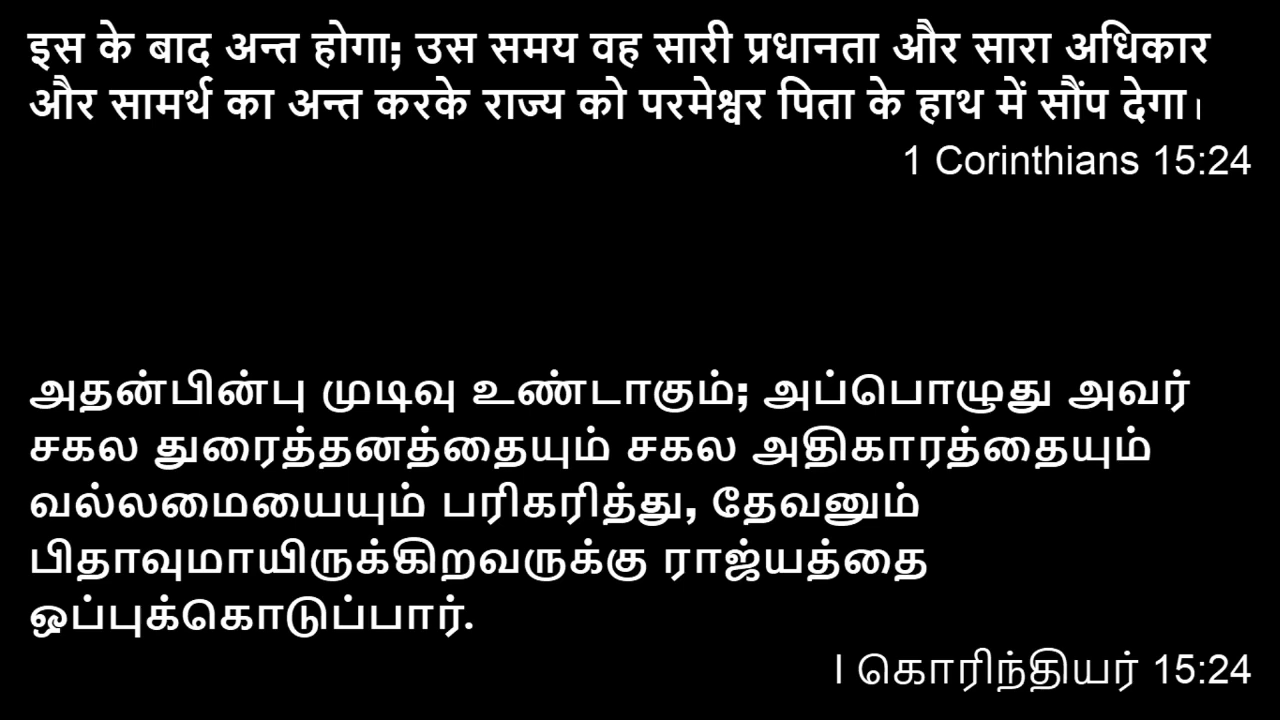 इस के बाद अन्त होगा; उस समय वह सारी प्रधानता और सारा अधिकार
और सामर्थ का अन्त करके राज्य को परमेश्वर पिता के हाथ में सौंप देगा।
1 Corinthians 15:24
அதன்பின்பு முடிவு உண்டாகும்; அப்பொழுது அவர்
சகல துரைத்தனத்தையும் சகல அதிகாரத்தையும்
வல்லமையையும் பரிகரித்து, தேவனும்
பிதாவுமாயிருக்கிறவருக்கு ராஜ்யத்தை
ஒப்புக்கொடுப்பார்.
I கொரிந்தியர் 15:24